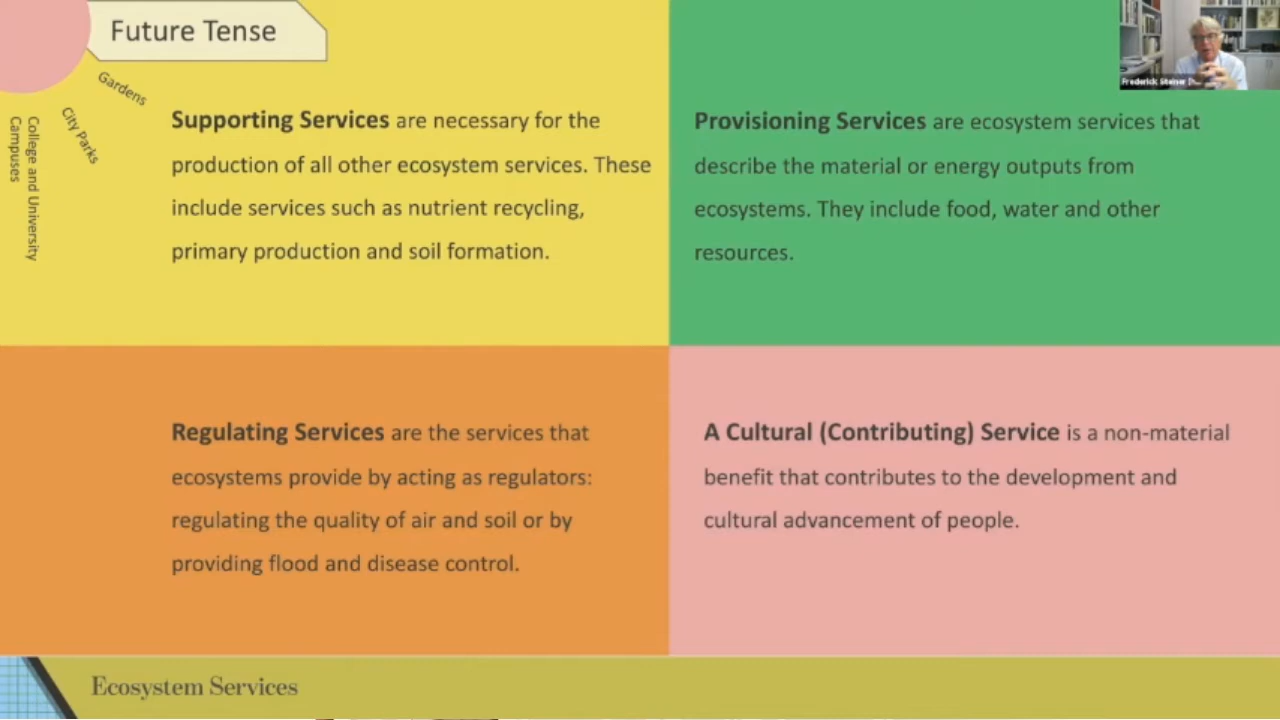 Future Tense
Gardens
City Parks
College and University
Campuses
Supporting Services are necessary for the
production of all other ecosystem services. These
include services such as nutrient recycling,
primary production and soil formation.
Provisioning Services are ecosystem services that
describe the material or energy outputs from
ecosystems. They include food, water and other
resources.
Regulating Services are the services that
ecosystems provide by acting as regulators:
regulating the quality of air and soil or by
providing flood and disease control.
A Cultural (Contributing) Service is a non-material
benefit that contributes to the development and
cultural advancement of people.
Ecosystem Services
Frederick Steiner